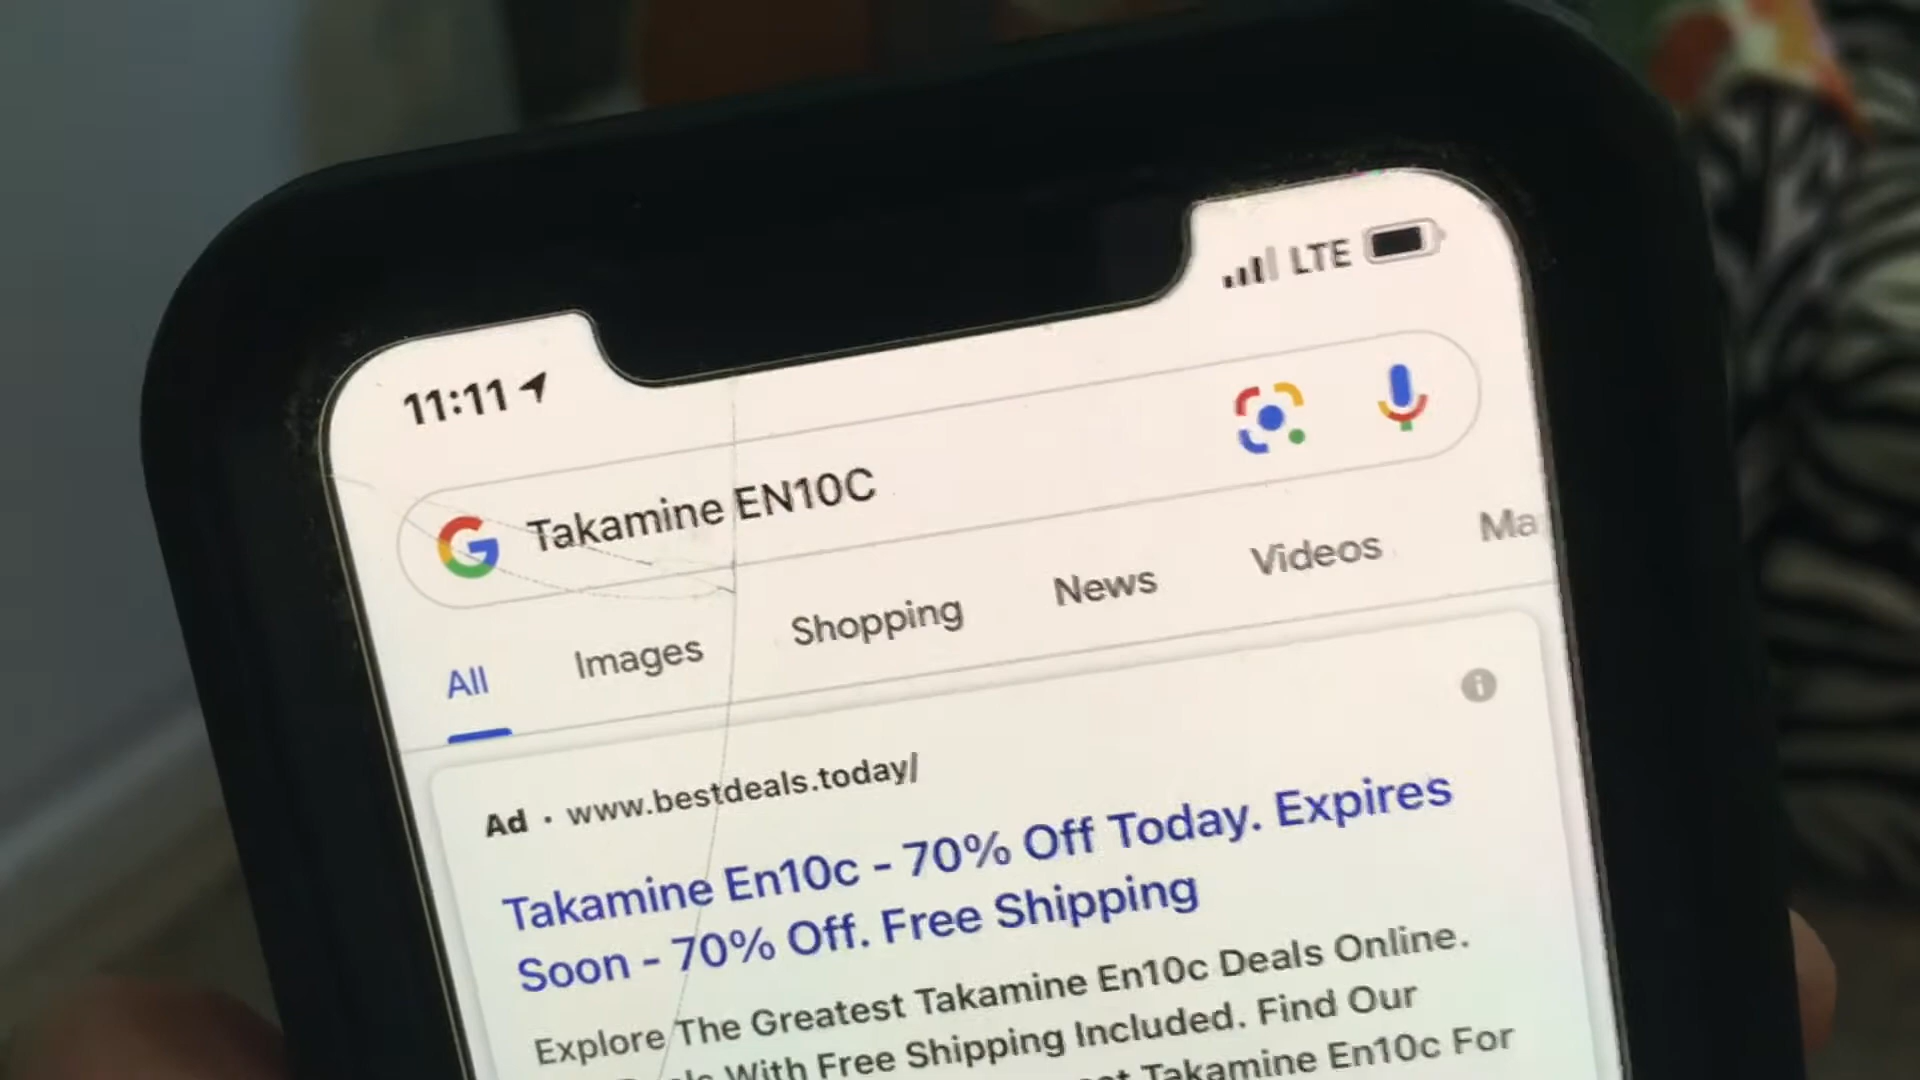 11:11 LTE
Takamine EN10C
All Images Shopping News Videos Ma
Ad · www.bestdeals.today/
Takamine En10c - 70% Off Today. Expires
Soon - 70% Off. Free Shipping
Explore The Greatest Takamine En10c Deals Online.
With Free Shipping Included. Find Our
Takamine En10c For